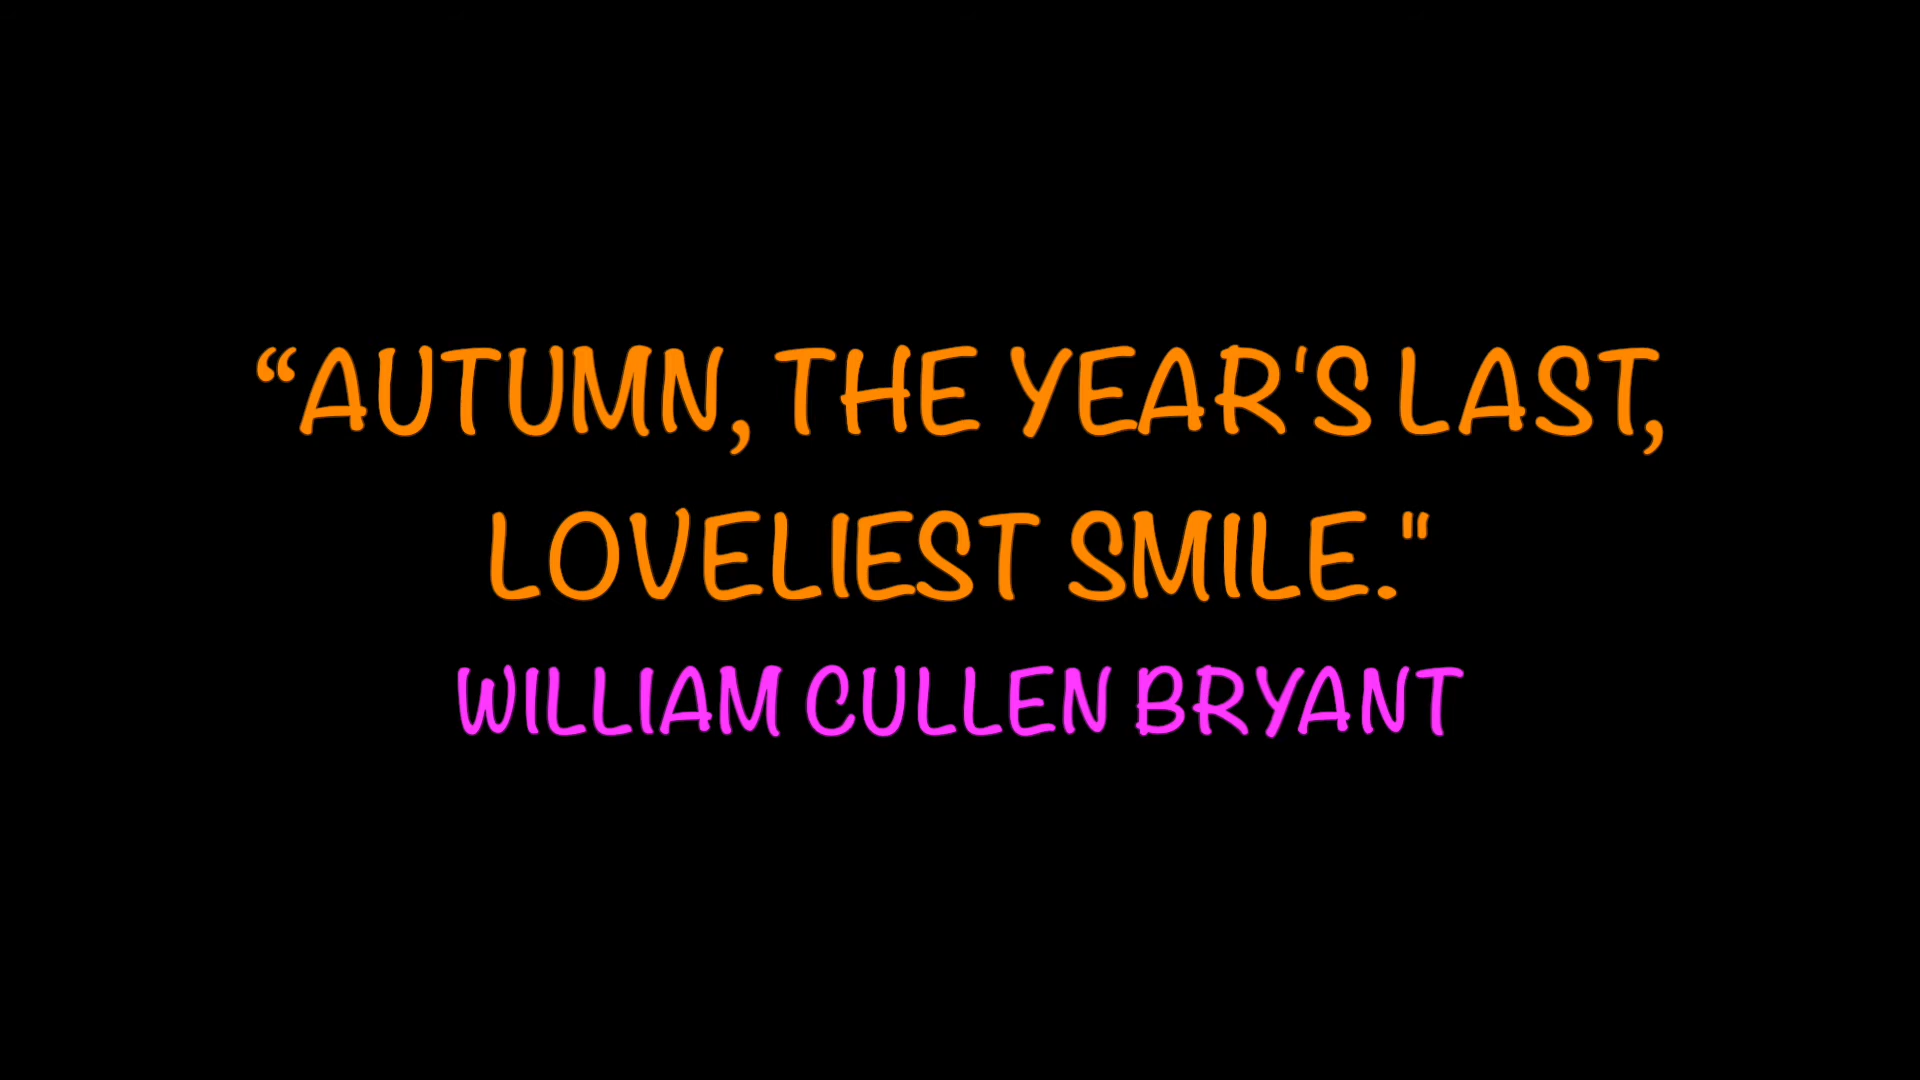 “AUTUMN, THE YEAR'S LAST,
LOVELIEST SMILE."
WILLIAM CULLEN BRYANT